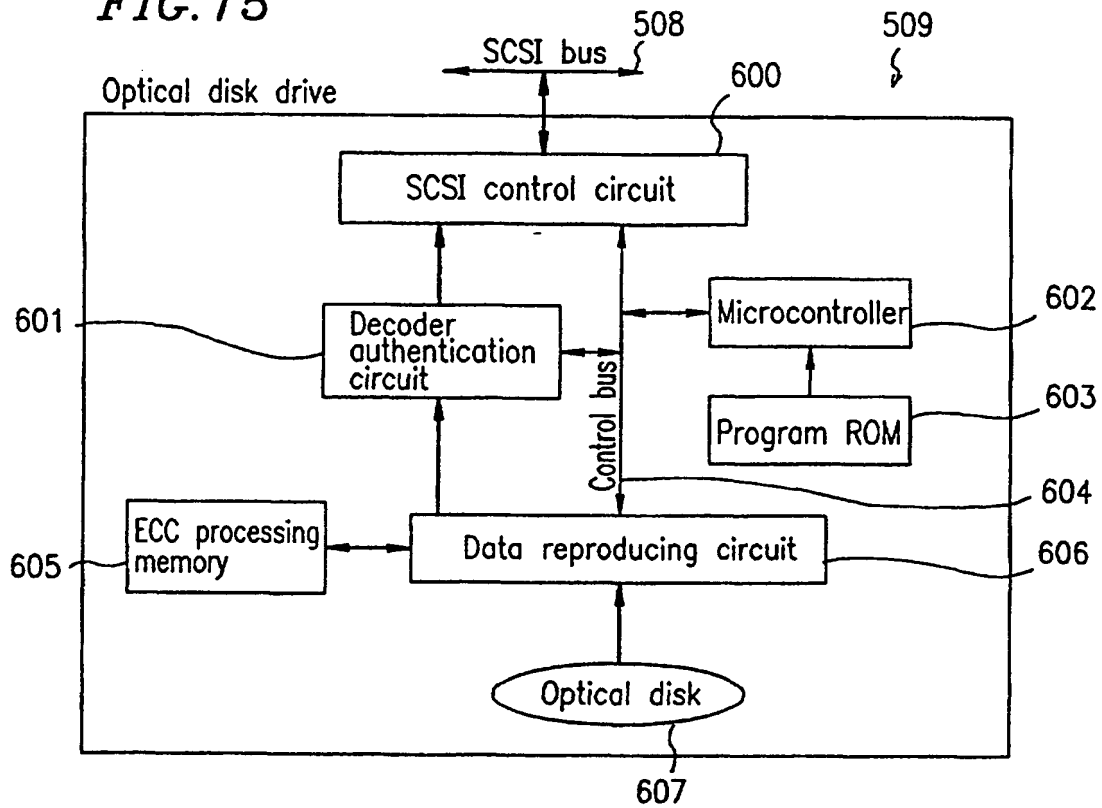 FIG. 75
SCSI bus
508
509
Optical disk drive
600
SCSI control circuit
601
Decoder
authentication
circuit
Microcontroller
602
Control bus
Program ROM
603
604
ECC processing
memory
605
Data reproducing circuit
606
Optical disk
607